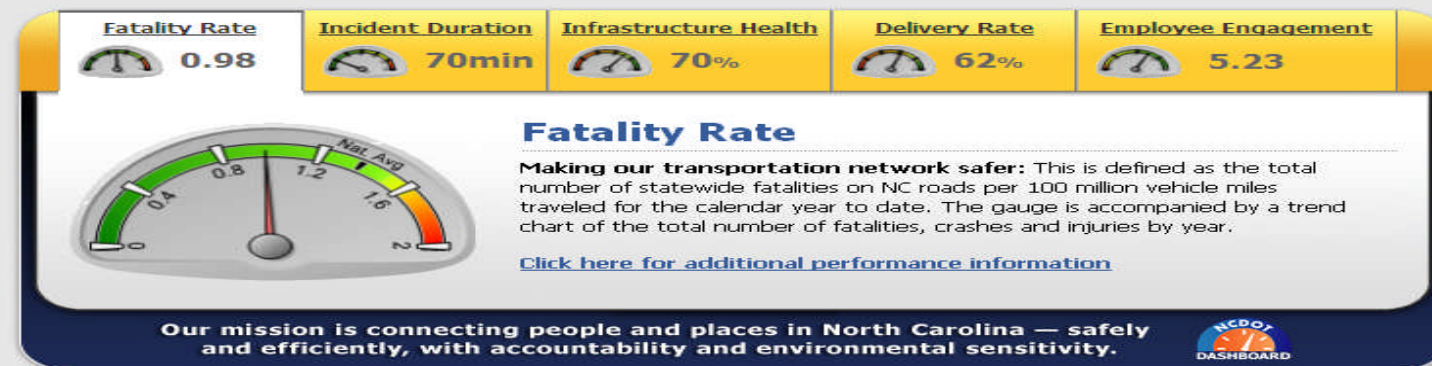 Fatality Rate
0.98
Incident Duration
70min
Infrastructure Health
70%
Delivery Rate
62%
Employee Engagement
5.23
0
0.4
0.8
1.2
Nat. Avg
1.6
2
Fatality Rate
Making our transportation network safer: This is defined as the total
number of statewide fatalities on NC roads per 100 million vehicle miles
traveled for the calendar year to date. The gauge is accompanied by a trend
chart of the total number of fatalities, crashes and injuries by year.
Click here for additional performance information
Our mission is connecting people and places in North Carolina — safely
and efficiently, with accountability and environmental sensitivity.
NCDOT
DASHBOARD